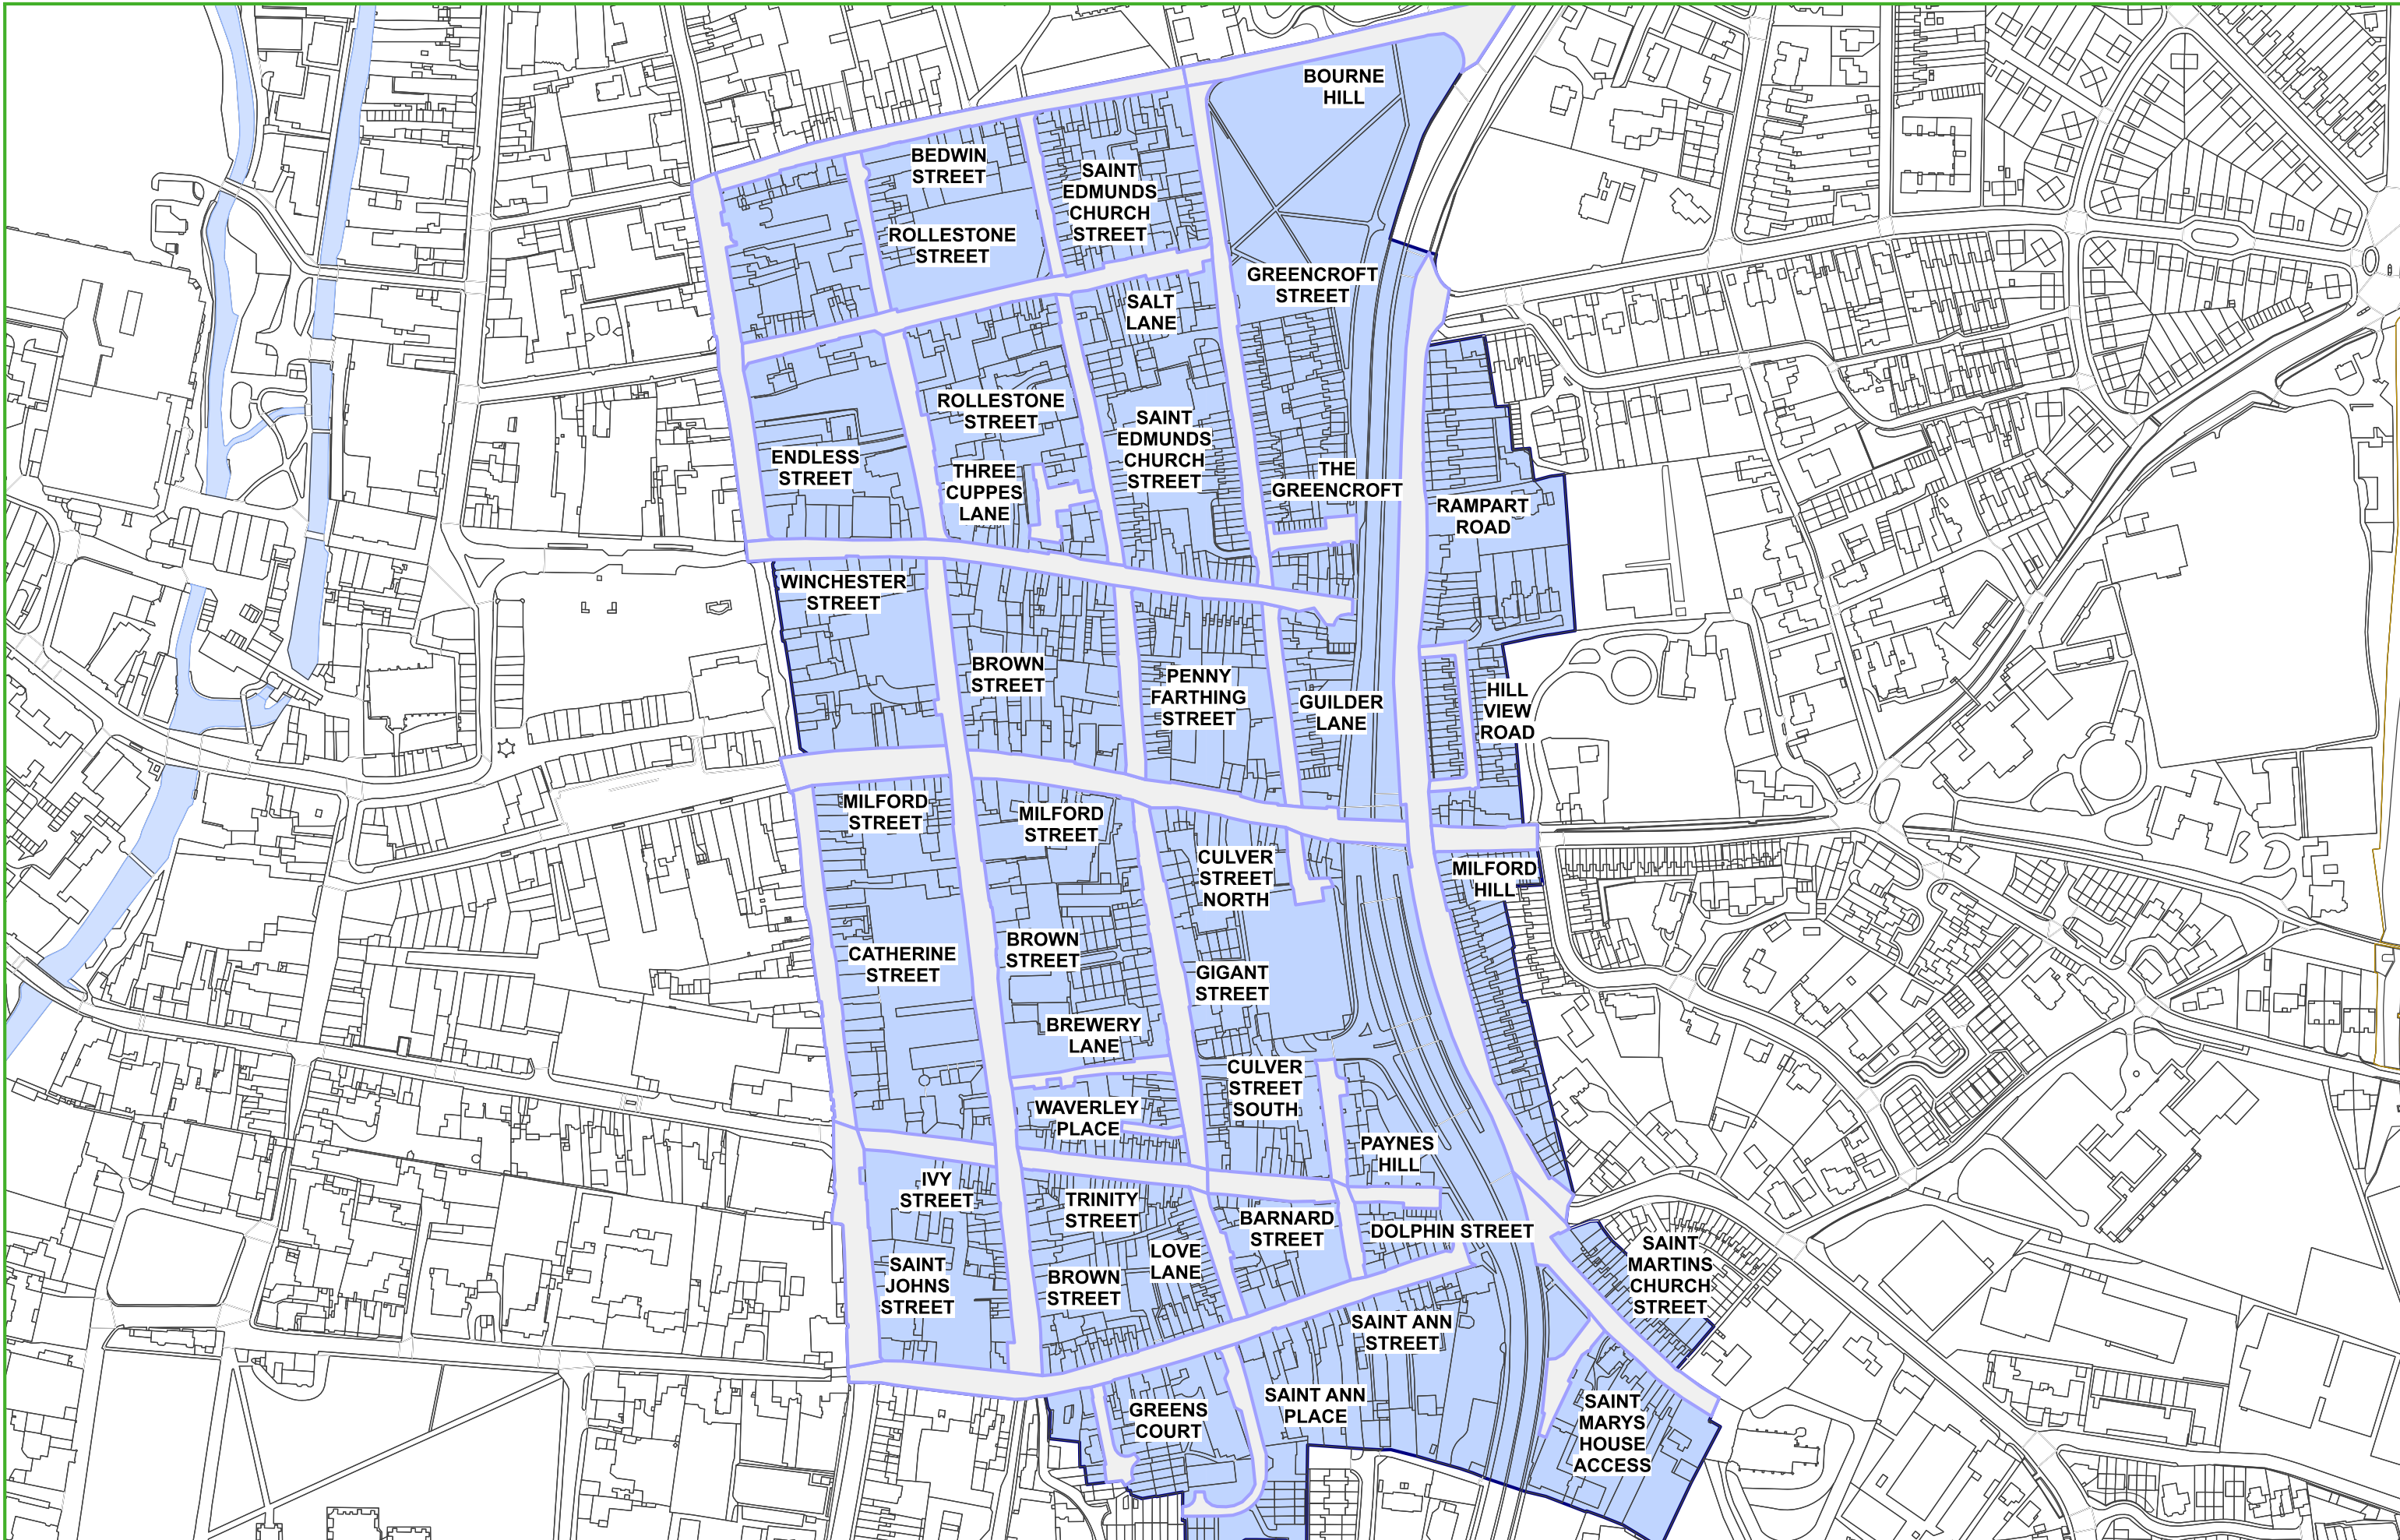 BOURNE
HILL
BEDWIN
STREET
SAINT
EDMUNDS
CHURCH
STREET
ROLLESTONE
STREET
GREENCROFT
STREET
SALT
LANE
ROLLESTONE
STREET
SAINT
EDMUNDS
CHURCH
STREET
ENDLESS
STREET
THREE
CUPPES
LANE
THE
GREENCROFT
RAMPART
ROAD
WINCHESTER
STREET
BROWN
STREET
PENNY
FARTHING
STREET
GUILDER
LANE
HILL
VIEW
ROAD
MILFORD
STREET
MILFORD
STREET
CULVER
STREET
NORTH
MILFORD
HILL
CATHERINE
STREET
BROWN
STREET
GIGANT
STREET
BREWERY
LANE
CULVER
STREET
SOUTH
WAVERLEY
PLACE
PAYNES
HILL
IVY
STREET
TRINITY
STREET
BARNARD
STREET
DOLPHIN STREET
SAINT
JOHNS
STREET
BROWN
STREET
LOVE
LANE
SAINT
MARTINS
CHURCH
STREET
SAINT ANN
STREET
GREENS
COURT
SAINT ANN
PLACE
SAINT
MARYS
HOUSE
ACCESS